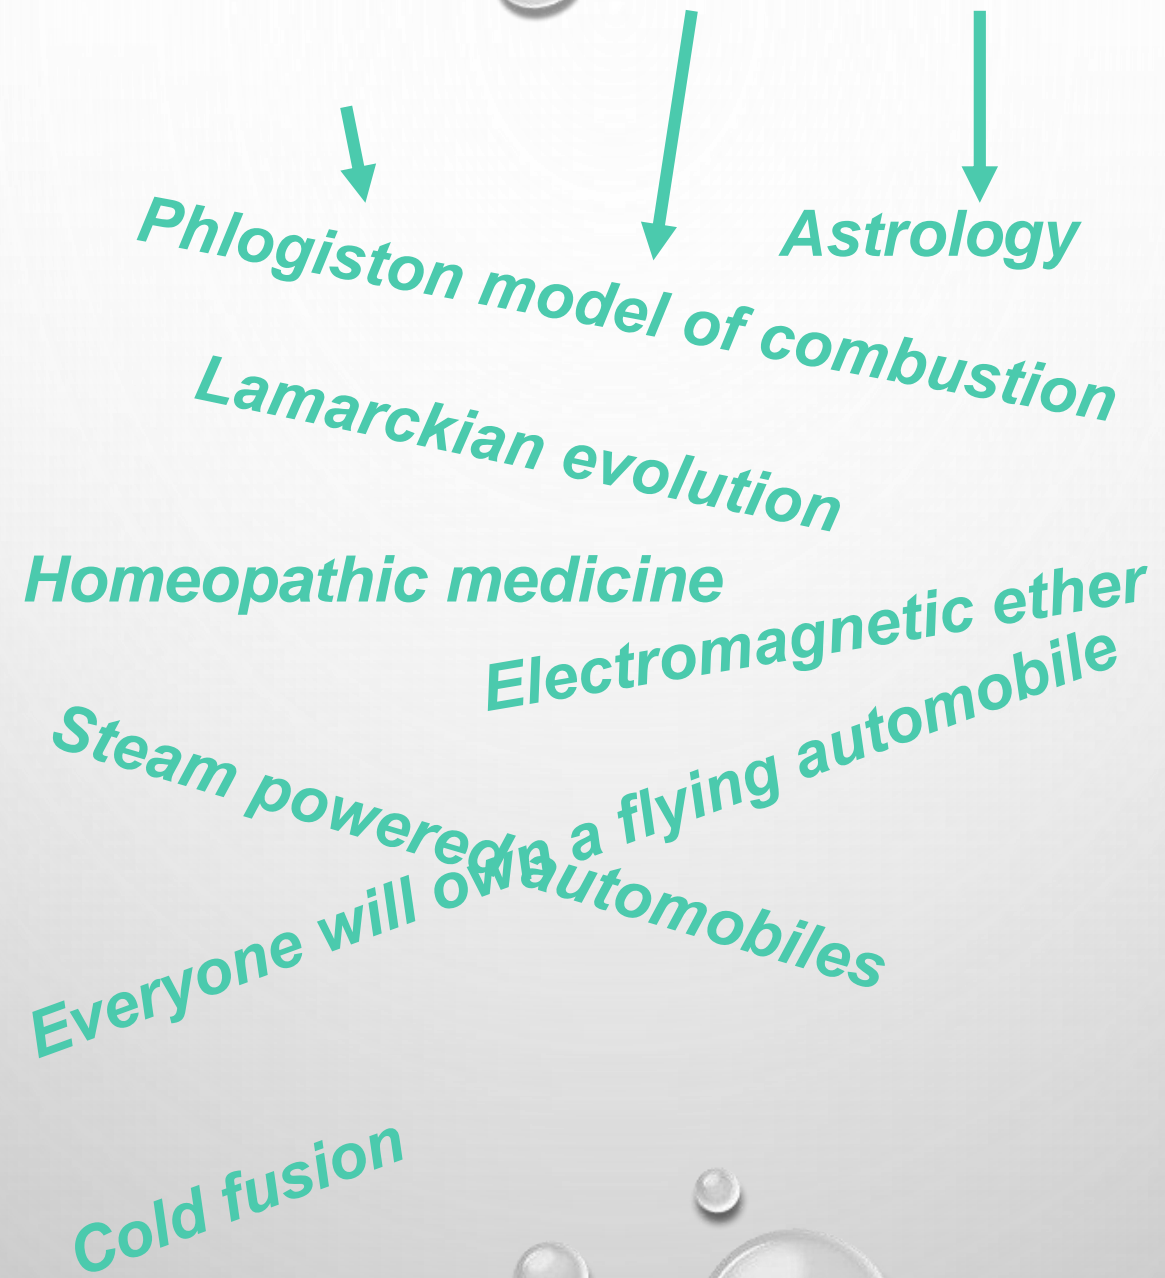 Astrology
Phlogiston model of combustion
Lamarckian evolution
Homeopathic medicine
Electromagnetic ether
Steam powered automobiles
Everyone will own a flying automobile
Cold fusion